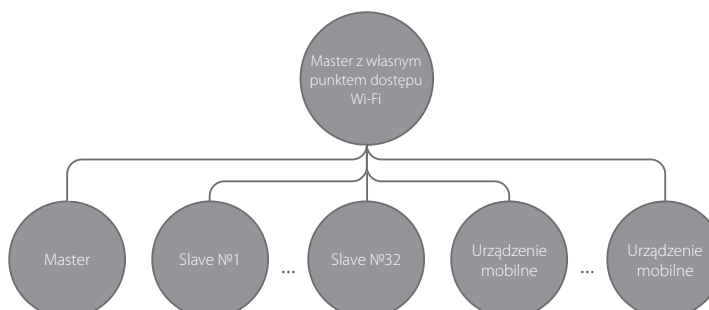 Master z własnym
punktem dostępu
Wi-Fi
Master
Slave №1
...
Slave №32
Urządzenie
mobilne
...
Urządzenie
mobilne